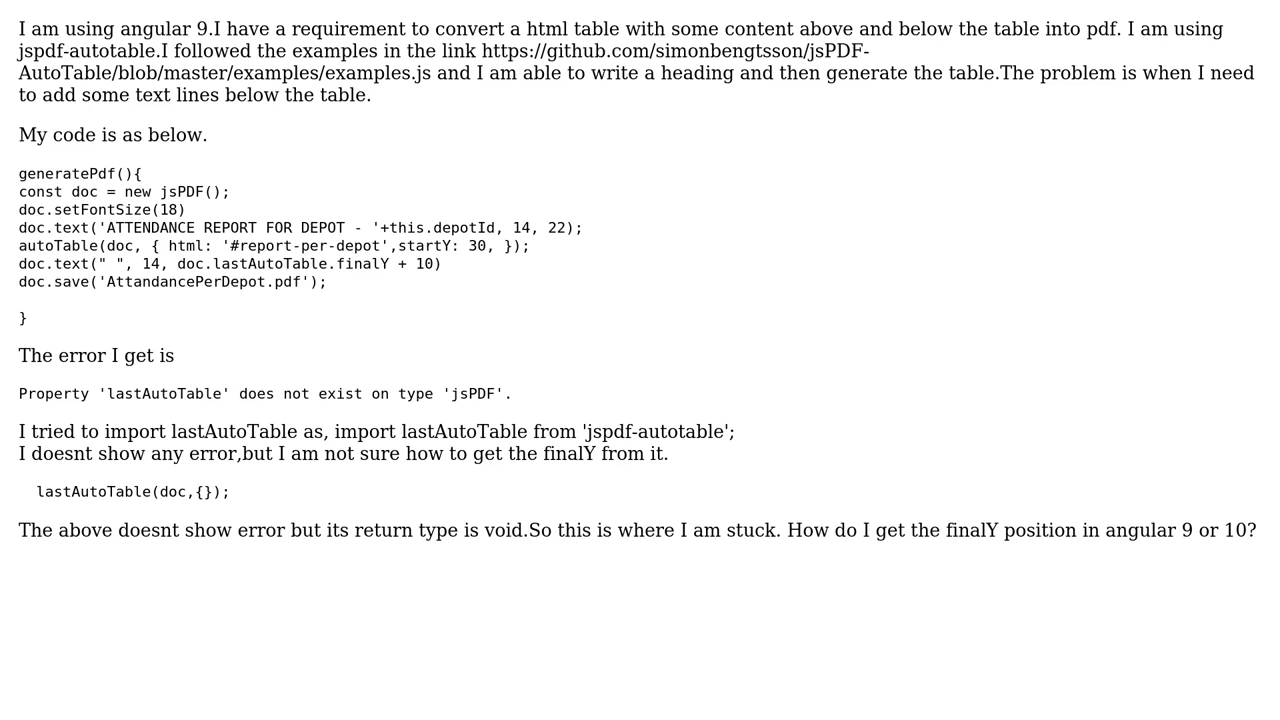 I am using angular 9.I have a requirement to convert a html table with some content above and below the table into pdf. I am using
jspdf-autotable.I followed the examples in the link https://github.com/simonbengtsson/jsPDF-
AutoTable/blob/master/examples/examples.js and I am able to write a heading and then generate the table.The problem is when I need
to add some text lines below the table.
My code is as below.
generatePdf(){
const doc = new jsPDF();
doc.setFontSize(18)
doc.text('ATTENDANCE REPORT FOR DEPOT - '+this.depotId, 14, 22);
autoTable(doc, { html: '#report-per-depot',startY: 30, });
doc.text(" ", 14, doc.lastAutoTable.finalY + 10)
doc.save('AttandancePerDepot.pdf');
}
The error I get is
Property 'lastAutoTable' does not exist on type 'jsPDF'.
I tried to import lastAutoTable as, import lastAutoTable from 'jspdf-autotable';
I doesnt show any error,but I am not sure how to get the finalY from it.
lastAutoTable(doc,{});
The above doesnt show error but its return type is void.So this is where I am stuck. How do I get the finalY position in angular 9 or 10?